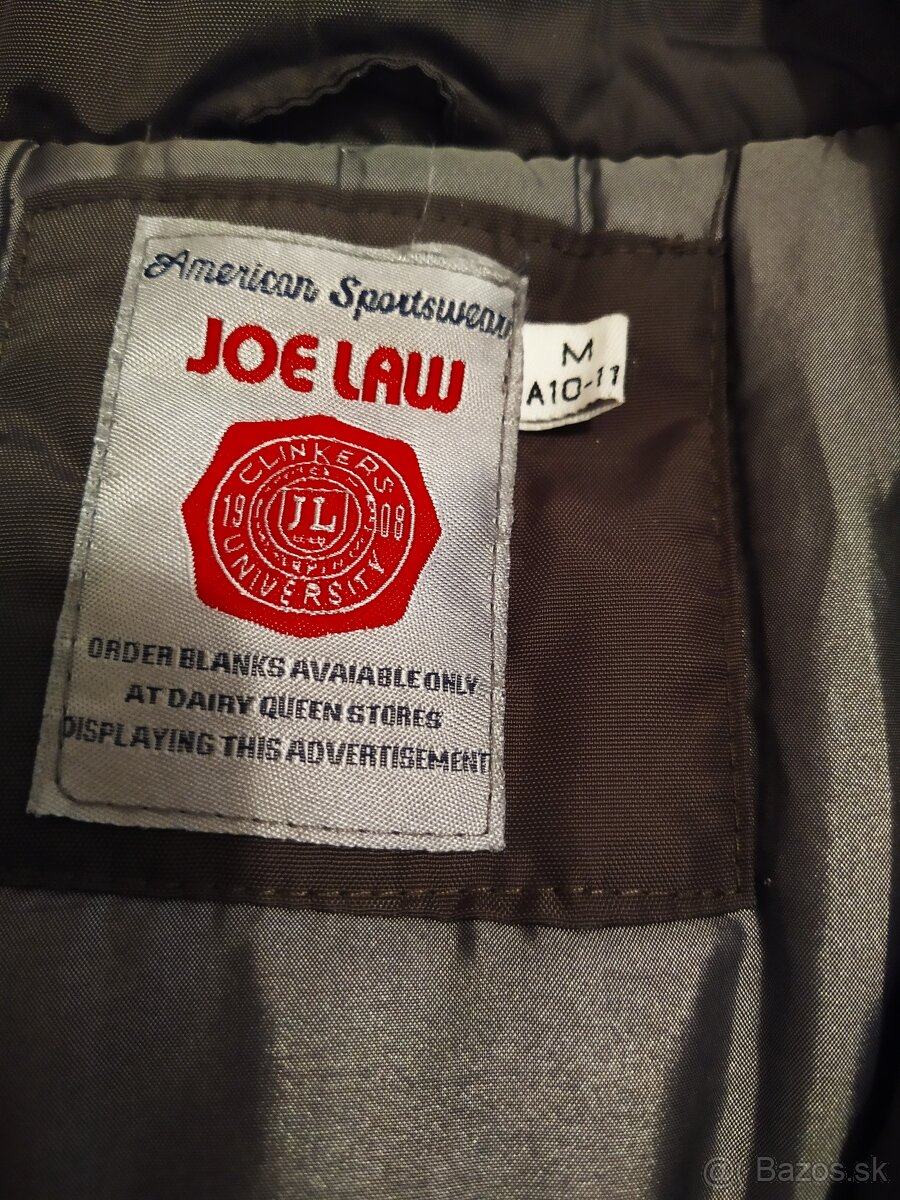 American Sportswear
JOE LAW
CLINKERS
19 JL 08
UNIVERSITY
ORDER BLANKS AVAIABLE ONLY
AT DAIRY QUEEN STORES
DISPLAYING THIS ADVERTISEMENT
M
A10-11
@ Bazos.sk